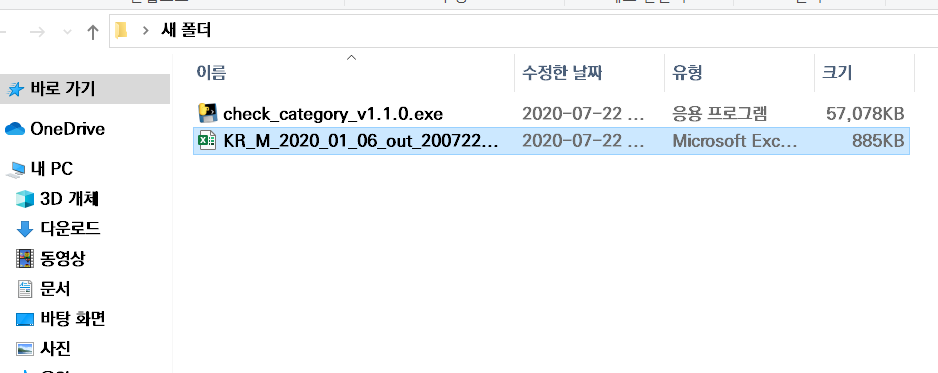 새 폴더
이름 수정한 날짜 유형 크기
바로 가기
check_category_v1.1.0.exe 2020-07-22 ... 응용 프로그램 57,078KB
OneDrive
KR_M_2020_01_06_out_200722... 2020-07-22 ... Microsoft Exc... 885KB
내 PC
3D 개체
다운로드
동영상
문서
바탕 화면
사진